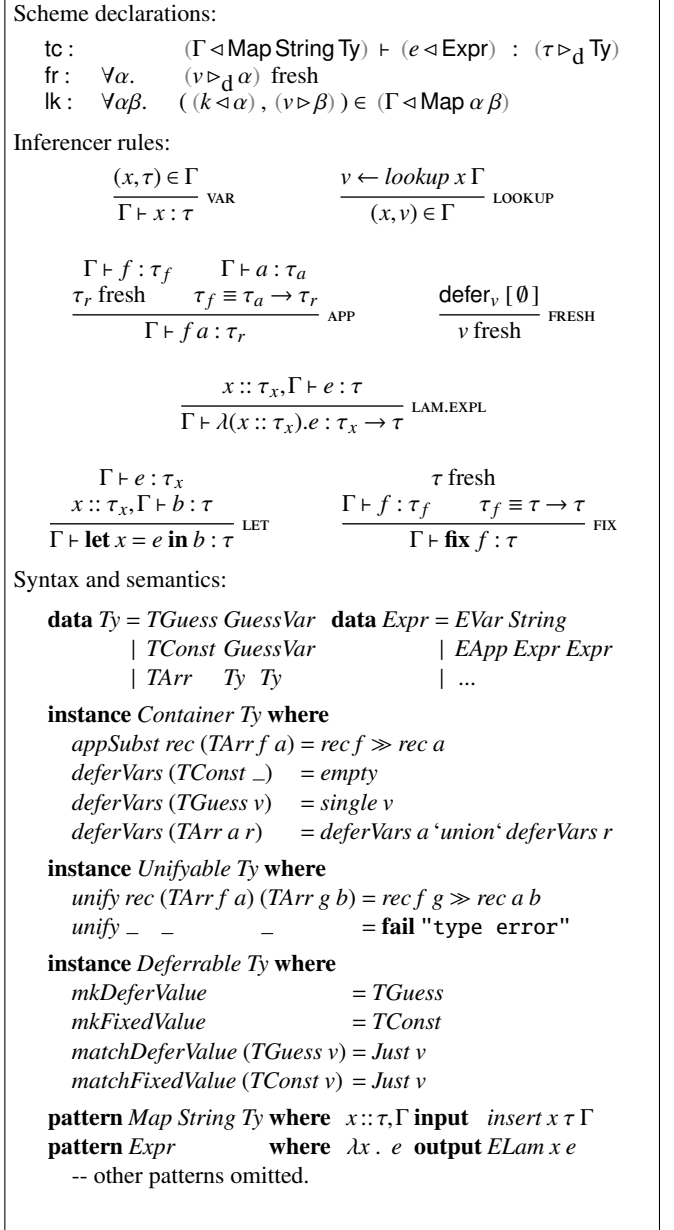 Scheme declarations:
tc : (Γ ◁ Map String Ty) ⊢ (e ◁ Expr) : (τ ▷d Ty)
fr : ∀α. (v ▷d α) fresh
lk : ∀αβ. ( (k ◁ α) , (v ▷ β) ) ∈ (Γ ◁ Map α β)
Inferencer rules:
(x, τ) ∈ Γ
Γ ⊢ x : τ VAR
v ← lookup x Γ
(x, v) ∈ Γ LOOKUP
Γ ⊢ f : τf Γ ⊢ a : τa
τr fresh τf ≡ τa → τr
Γ ⊢ f a : τr APP
deferv [∅]
v fresh FRESH
x :: τx,Γ ⊢ e : τ
Γ ⊢ λ(x :: τx).e : τx → τ LAM.EXPL
Γ ⊢ e : τx
x :: τx,Γ ⊢ b : τ
Γ ⊢ let x = e in b : τ LET
τ fresh
Γ ⊢ f : τf τf ≡ τ → τ
Γ ⊢ fix f : τ FIX
Syntax and semantics:
data Ty = TGuess GuessVar data Expr = EVar String
| TConst GuessVar | EApp Expr Expr
| TArr Ty Ty | ...
instance Container Ty where
appSubst rec (TArr f a) = rec f ≫ rec a
deferVars (TConst _) = empty
deferVars (TGuess v) = single v
deferVars (TArr a r) = deferVars a ‘union‘ deferVars r
instance Unifyable Ty where
unify rec (TArr f a) (TArr g b) = rec f g ≫ rec a b
unify _ _ _ = fail "type error"
instance Deferrable Ty where
mkDeferValue = TGuess
mkFixedValue = TConst
matchDeferValue (TGuess v) = Just v
matchFixedValue (TConst v) = Just v
pattern Map String Ty where x :: τ,Γ input insert x τ Γ
pattern Expr where λx . e output ELam x e
-- other patterns omitted.